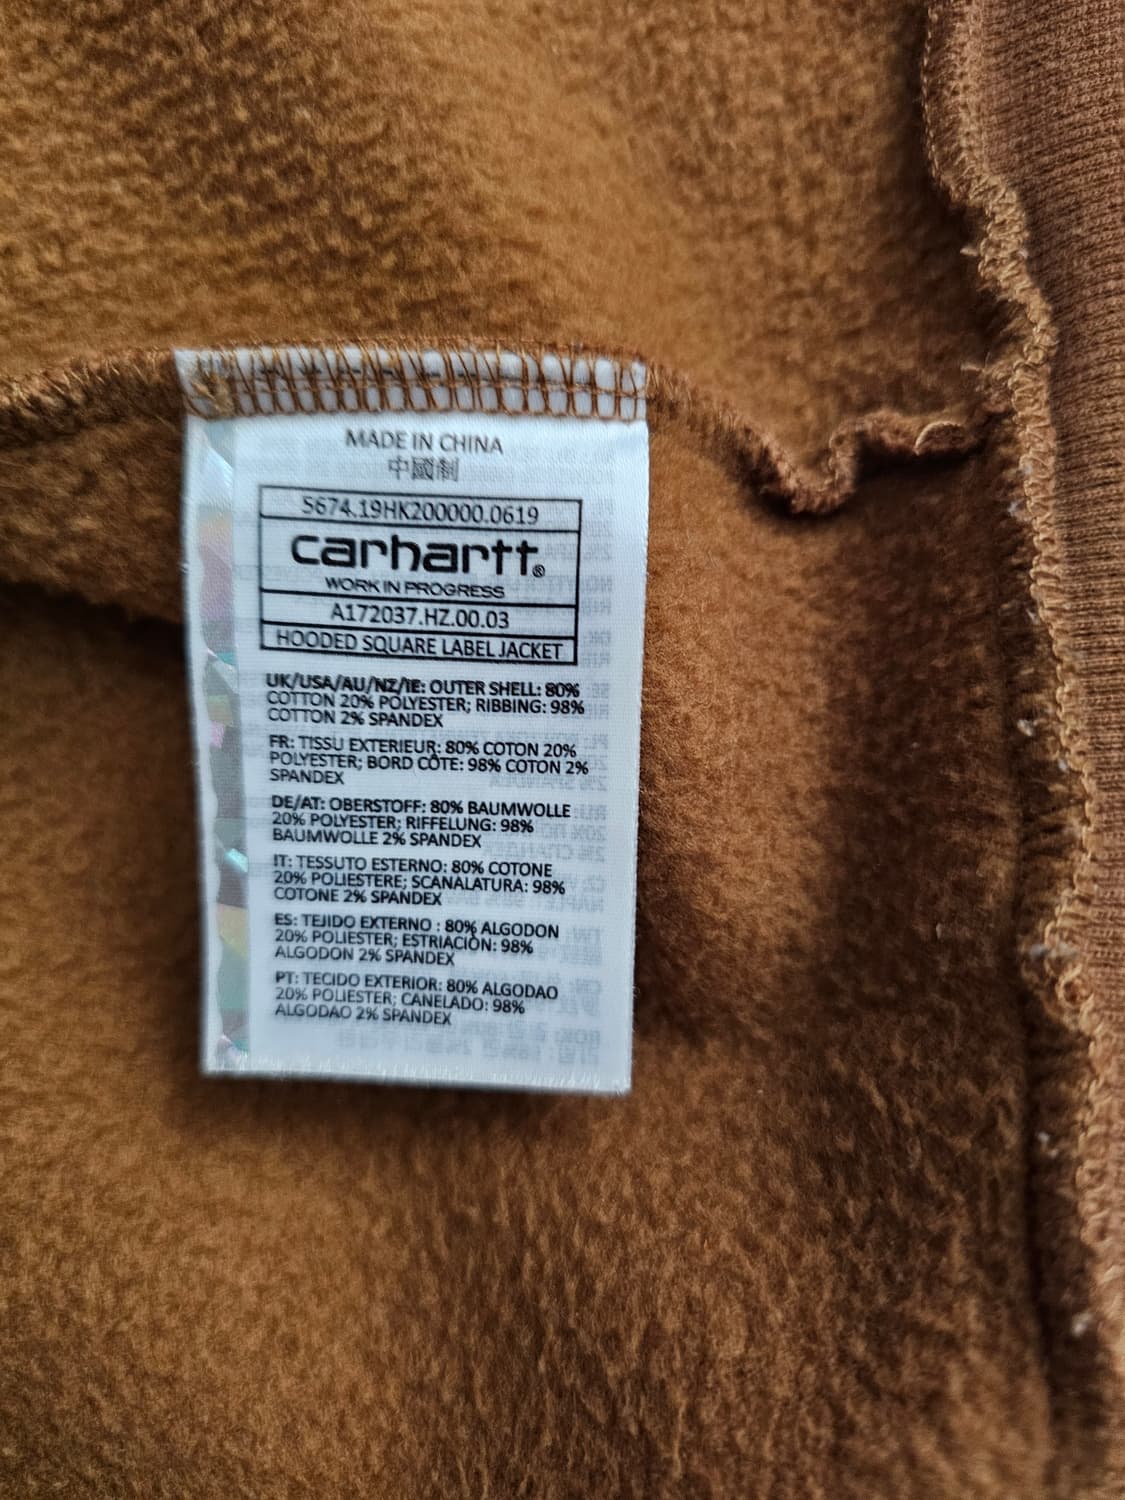 MADE IN CHINA
中國制
5674.19HK200000.0619
carhartt®
WORK IN PROGRESS
A172037.HZ.00.03
HOODED SQUARE LABEL JACKET
UK/USA/AU/NZ/IE: OUTER SHELL: 80%
COTTON 20% POLYESTER; RIBBING: 98%
COTTON 2% SPANDEX
FR: TISSU EXTERIEUR: 80% COTON 20%
POLYESTER; BORD CÔTE: 98% COTON 2%
SPANDEX
DE/AT: OBERSTOFF: 80% BAUMWOLLE
20% POLYESTER; RIFFELUNG: 98%
BAUMWOLLE 2% SPANDEX
IT: TESSUTO ESTERNO: 80% COTONE
20% POLIESTERE; SCANALATURA: 98%
COTONE 2% SPANDEX
ES: TEJIDO EXTERNO : 80% ALGODON
20% POLIESTER; ESTRIACIÒN: 98%
ALGODON 2% SPANDEX
PT: TECIDO EXTERIOR: 80% ALGODAO
20% POLIESTER; CANELADO: 98%
ALGODAO 2% SPANDEX